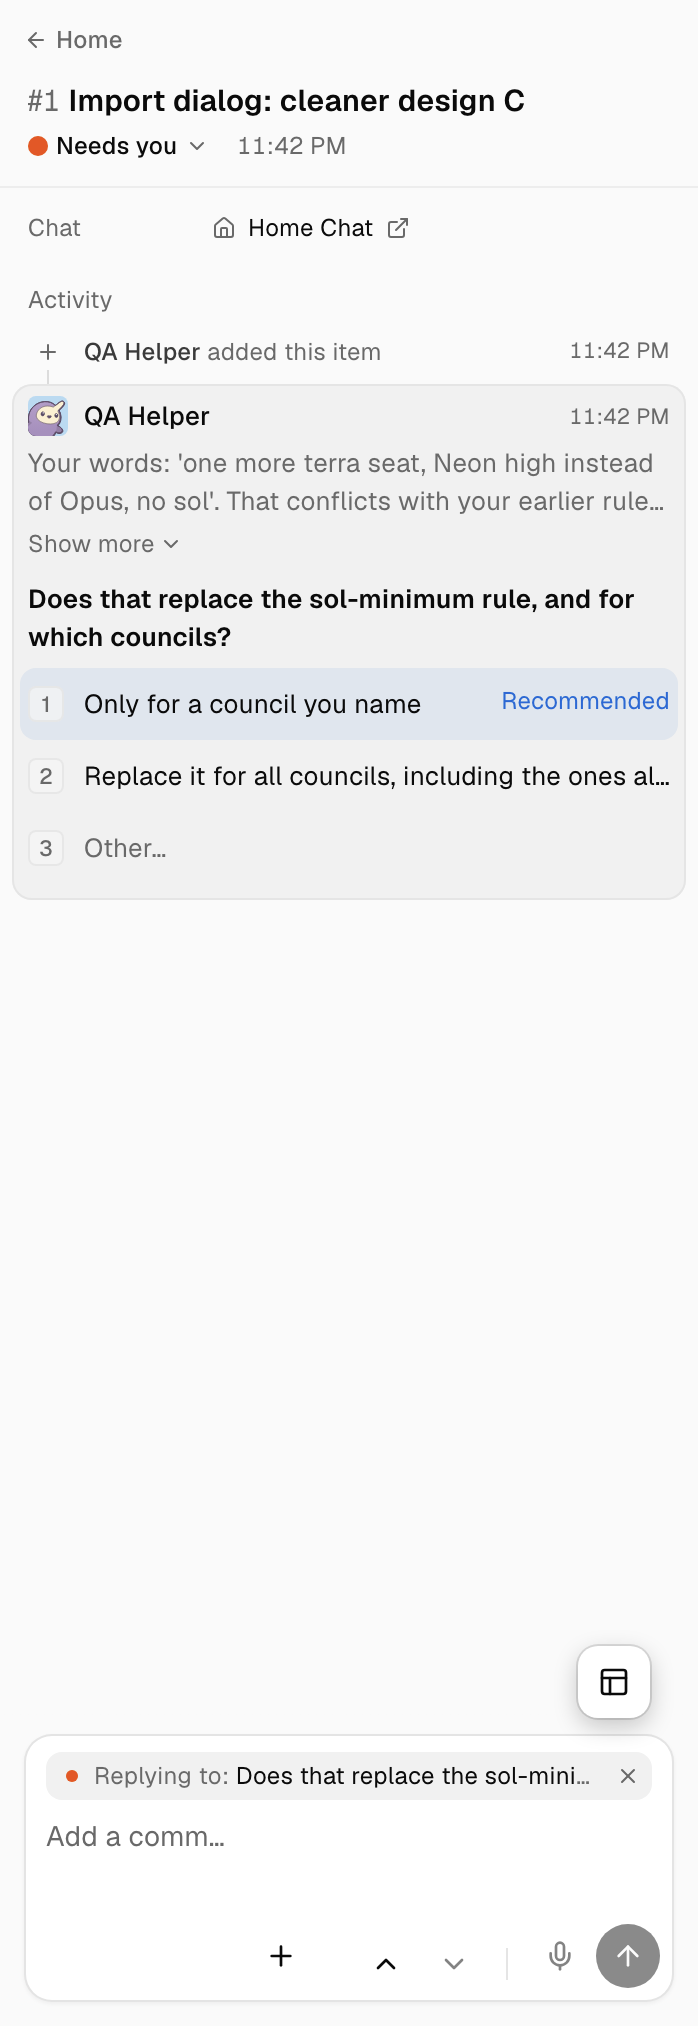 Home
#1 Import dialog: cleaner design C
Needs you 11:42 PM
Chat Home Chat
Activity
QA Helper added this item 11:42 PM
QA Helper 11:42 PM
Your words: 'one more terra seat, Neon high instead
of Opus, no sol'. That conflicts with your earlier rule…
Show more
Does that replace the sol-minimum rule, and for
which councils?
1 Only for a council you name Recommended
2 Replace it for all councils, including the ones al…
3 Other…
Replying to: Does that replace the sol-mini…
Add a comm…